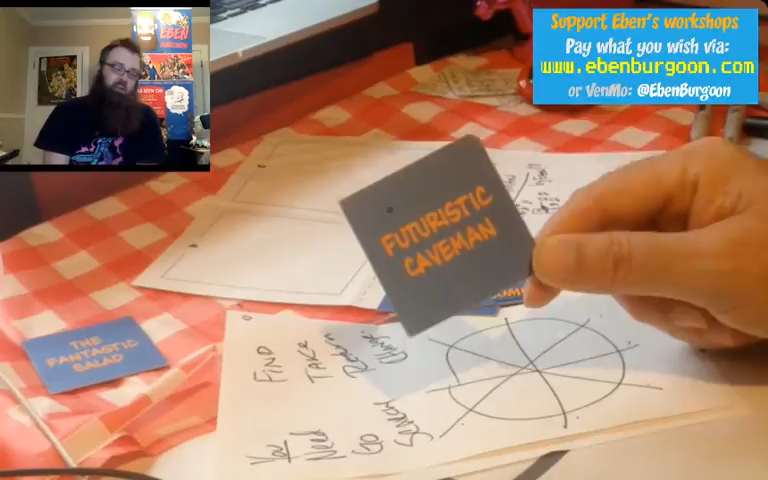 Support Eben's workshops
Pay what you wish via:
www.ebenburgoon.com
or VenMo: @EbenBurgoon
EBEN
FUTURISTIC
CAVEMAN
THE
FANTASTIC
SALAD
You
Need
Go
Search
FIND
TAKE
Return
Change